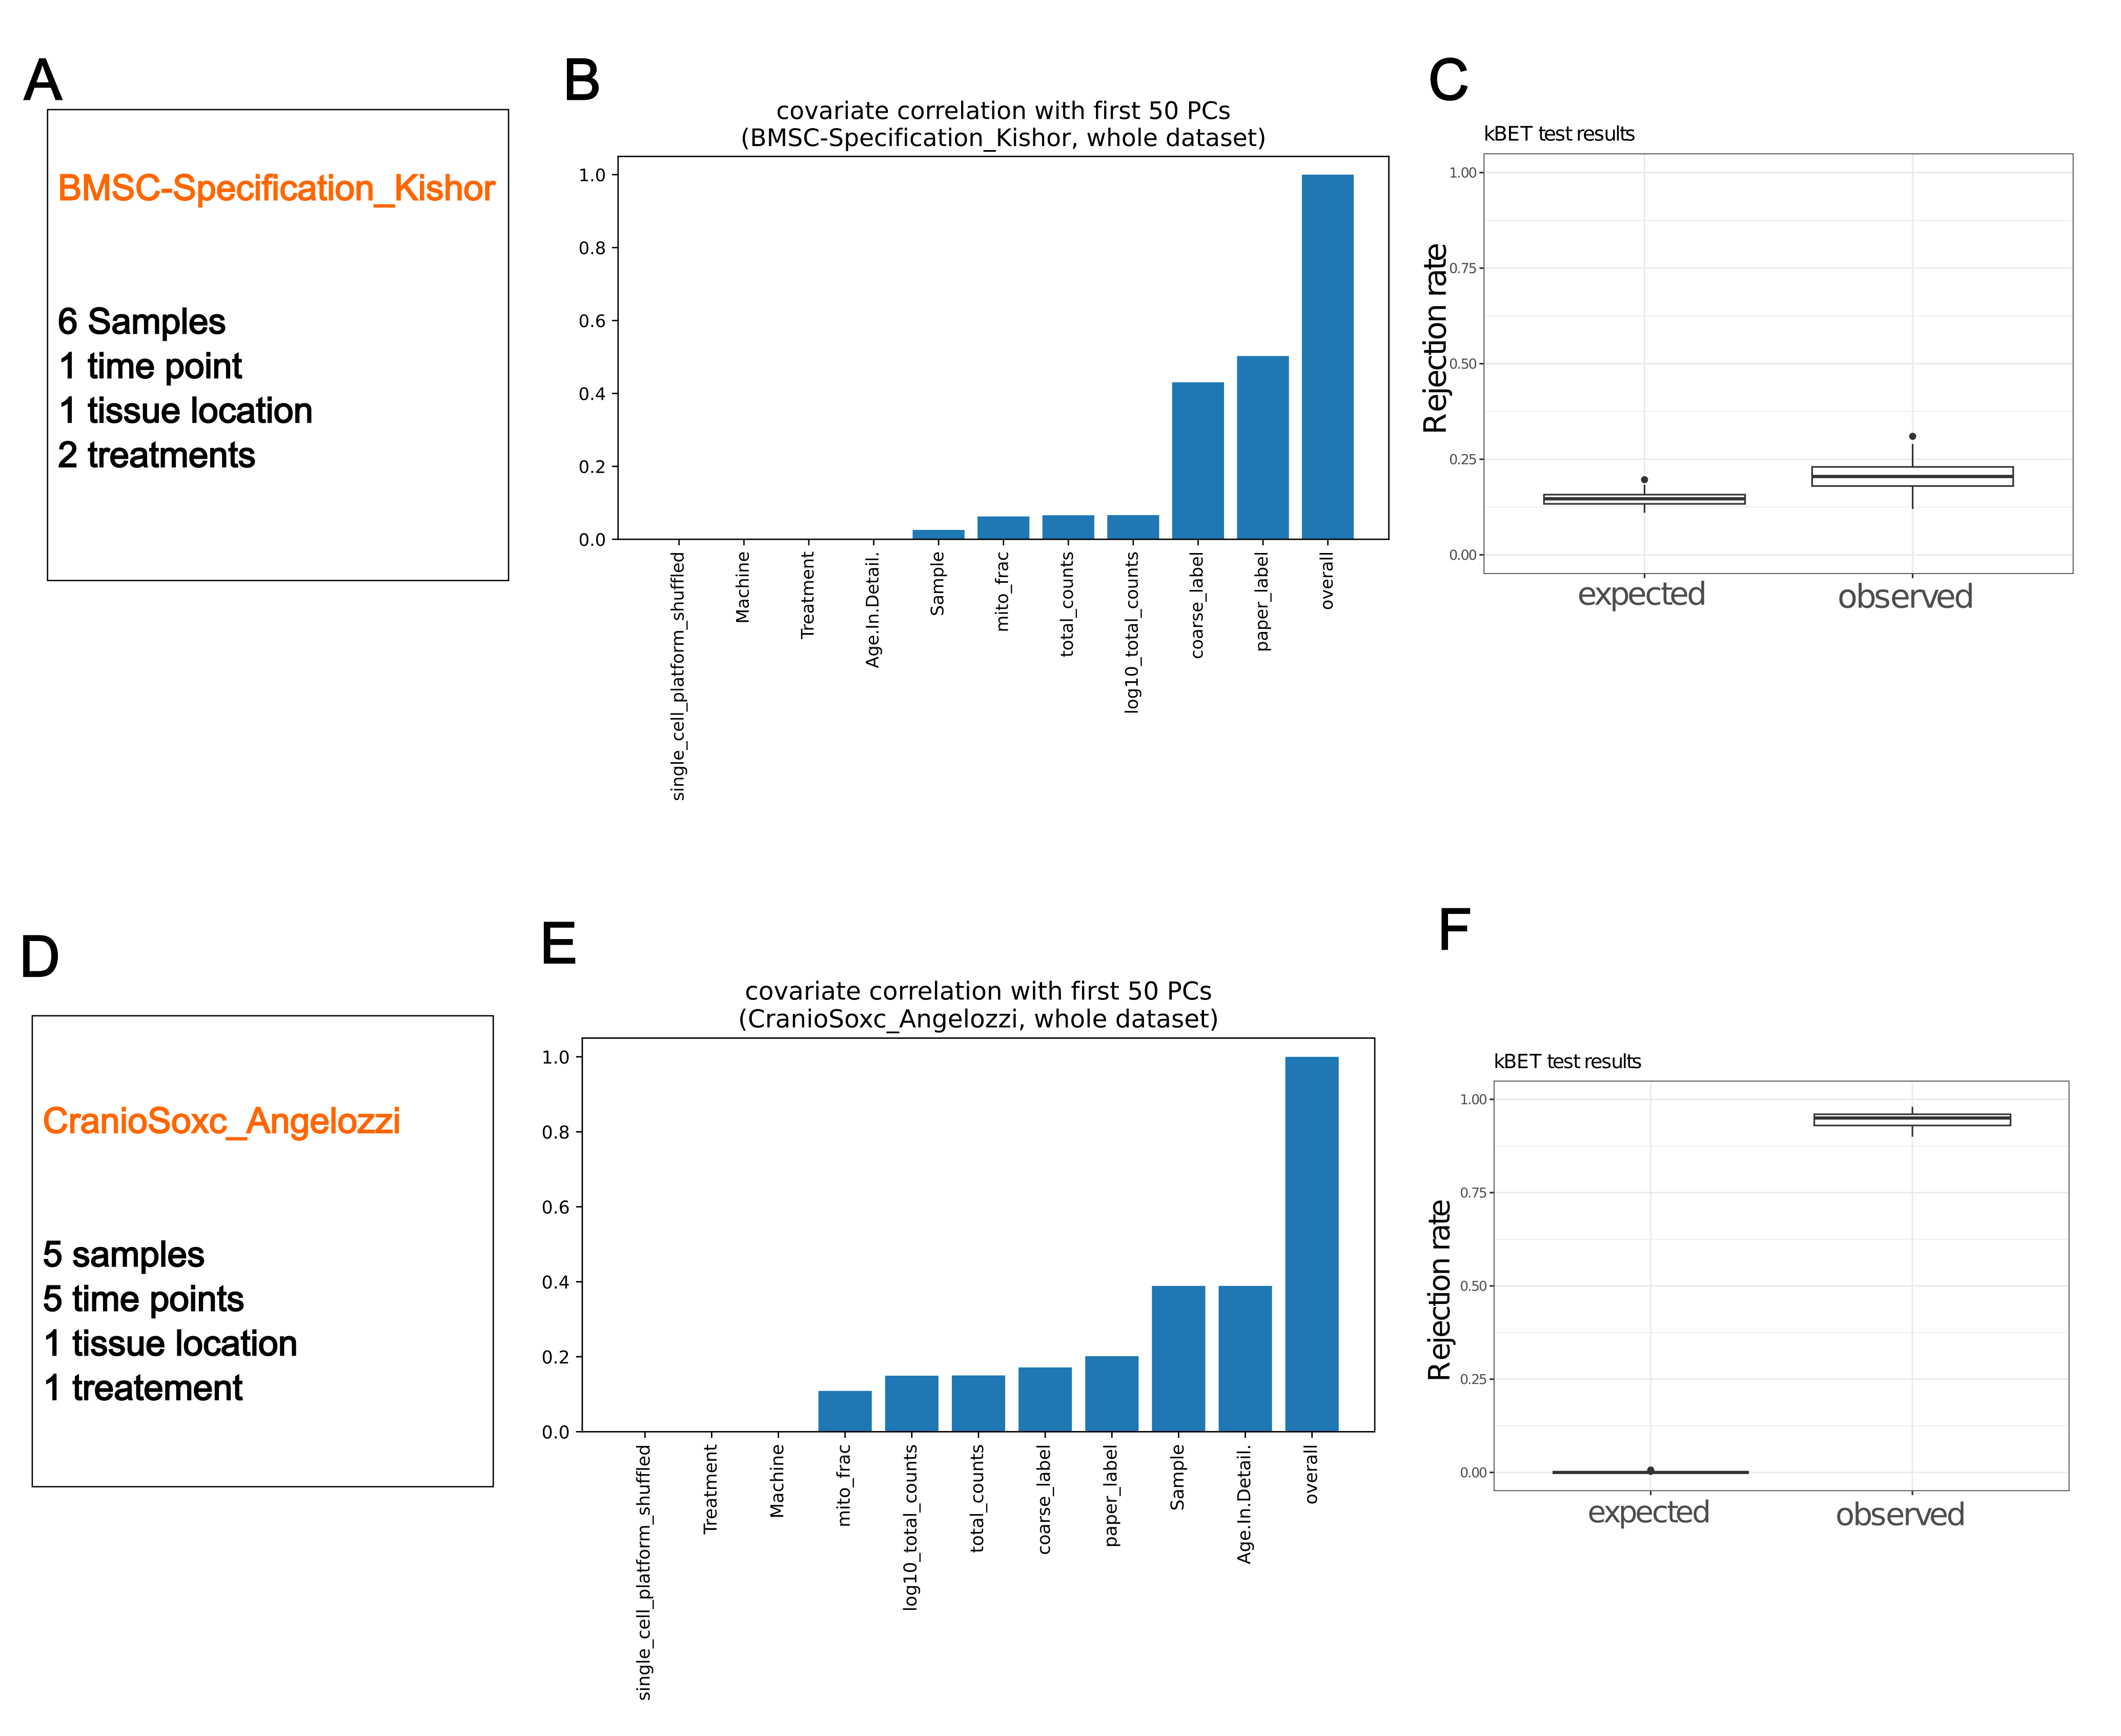 A
BMSC-Specification_Kishor
6 Samples
1 time point
1 tissue location
2 treatments
B
covariate correlation with first 50 PCs
(BMSC-Specification_Kishor, whole dataset)
1.0
0.8
0.6
0.4
0.2
0.0
single_cell_platform_shuffled
Machine
Treatment
Age.In.Detail.
Sample
mito_frac
total_counts
log10_total_counts
coarse_label
paper_label
overall
C
kBET test results
Rejection rate
1.00
0.75
0.50
0.25
0.00
expected
observed
D
CranioSoxc_Angelozzi
5 samples
5 time points
1 tissue location
1 treatement
E
covariate correlation with first 50 PCs
(CranioSoxc_Angelozzi, whole dataset)
1.0
0.8
0.6
0.4
0.2
0.0
single_cell_platform_shuffled
Treatment
Machine
mito_frac
log10_total_counts
total_counts
coarse_label
paper_label
Sample
Age.In.Detail.
overall
F
kBET test results
Rejection rate
1.00
0.75
0.50
0.25
0.00
expected
observed